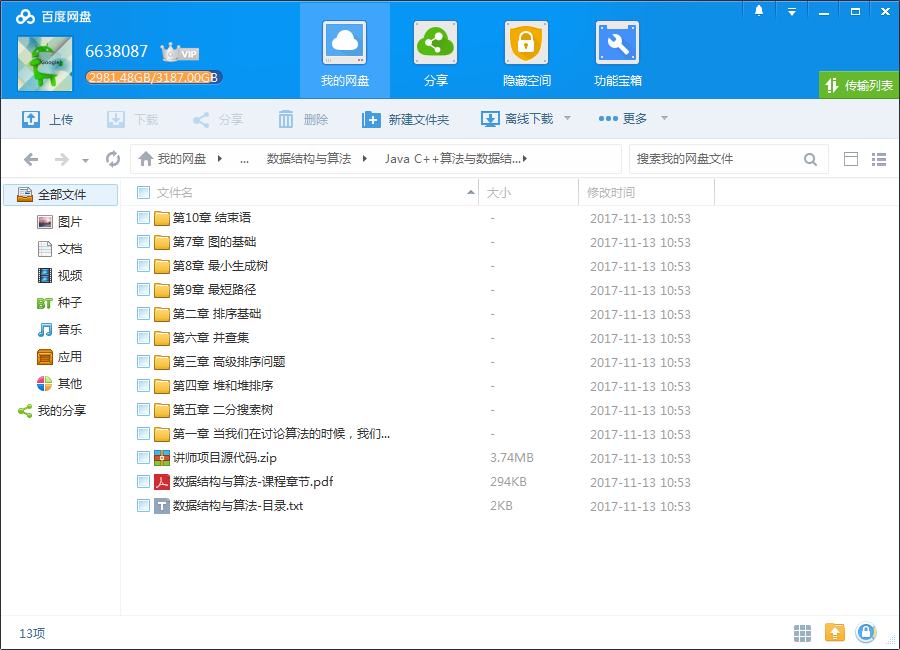 百度网盘
6638087 VIP
2981.48GB/3187.00GB
我的网盘
分享
隐藏空间
功能宝箱
传输列表
上传 下载 分享 删除 新建文件夹 离线下载 更多
我的网盘 ... 数据结构与算法 Java C++算法与数据结... 搜索我的网盘文件
全部文件
图片
文档
视频
BT 种子
音乐
应用
其他
我的分享
文件名 大小 修改时间
第10章 结束语 - 2017-11-13 10:53
第7章 图的基础 - 2017-11-13 10:53
第8章 最小生成树 - 2017-11-13 10:53
第9章 最短路径 - 2017-11-13 10:53
第二章 排序基础 - 2017-11-13 10:53
第六章 并查集 - 2017-11-13 10:53
第三章 高级排序问题 - 2017-11-13 10:53
第四章 堆和堆排序 - 2017-11-13 10:53
第五章 二分搜索树 - 2017-11-13 10:53
第一章 当我们在讨论算法的时候，我们... - 2017-11-13 10:53
讲师项目源代码.zip 3.74MB 2017-11-13 10:53
数据结构与算法-课程章节.pdf 294KB 2017-11-13 10:53
T 数据结构与算法-目录.txt 2KB 2017-11-13 10:53
13项